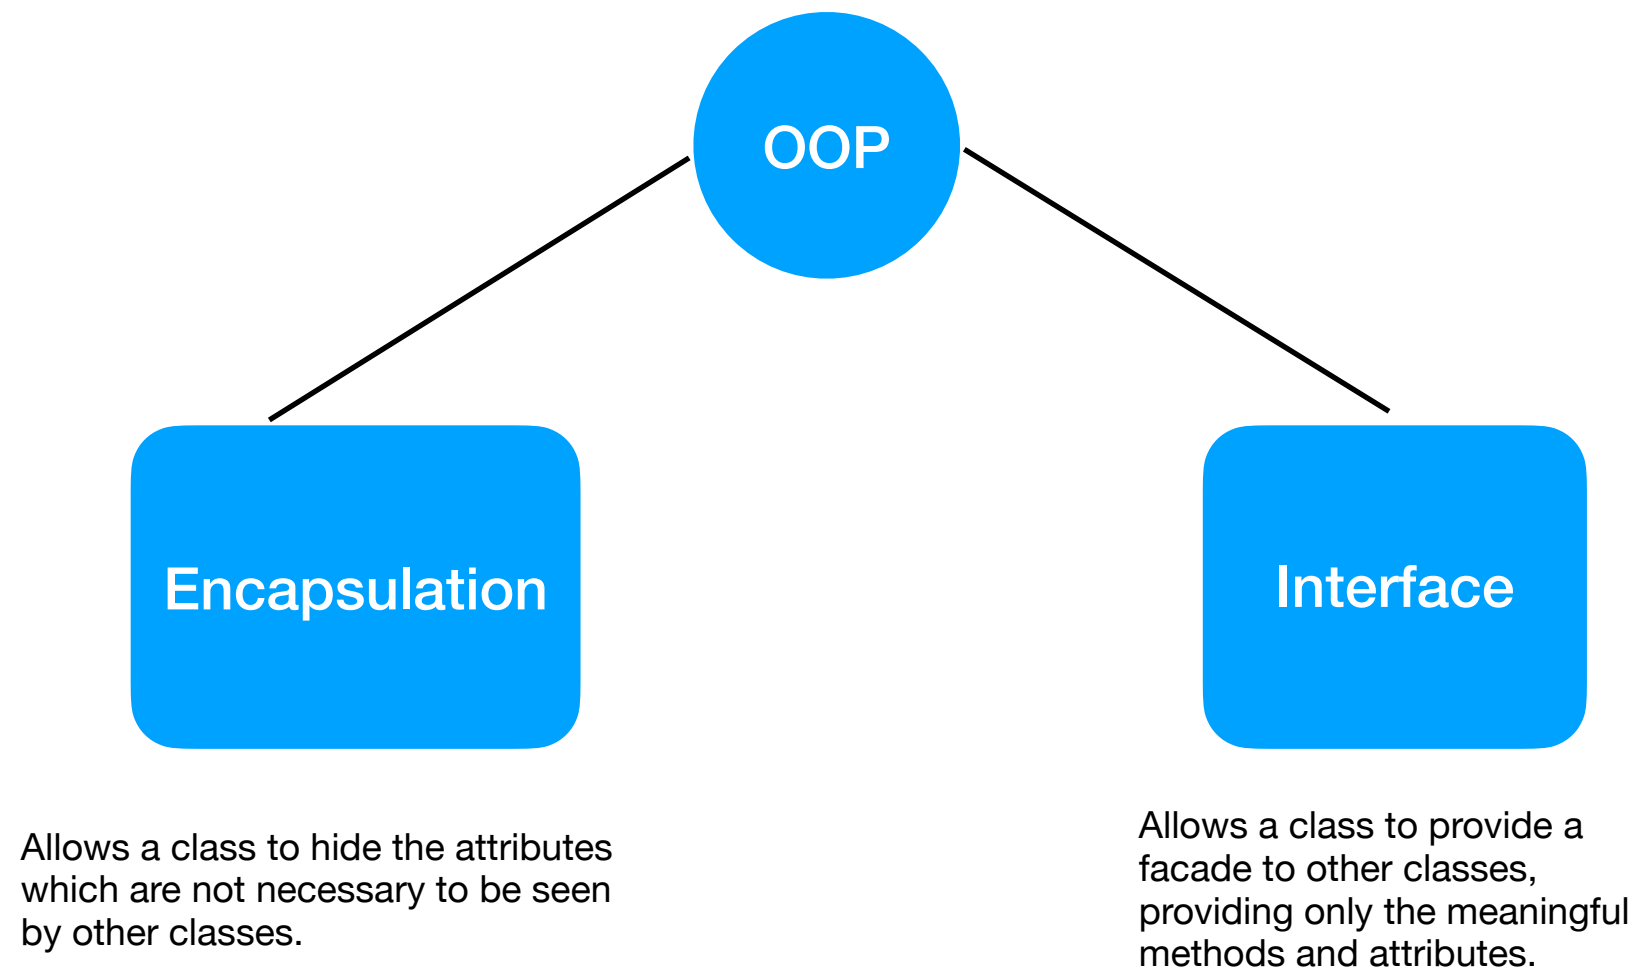 OOP
Encapsulation
Interface
Allows a class to hide the attributes
which are not necessary to be seen
by other classes.
Allows a class to provide a
facade to other classes,
providing only the meaningful
methods and attributes.